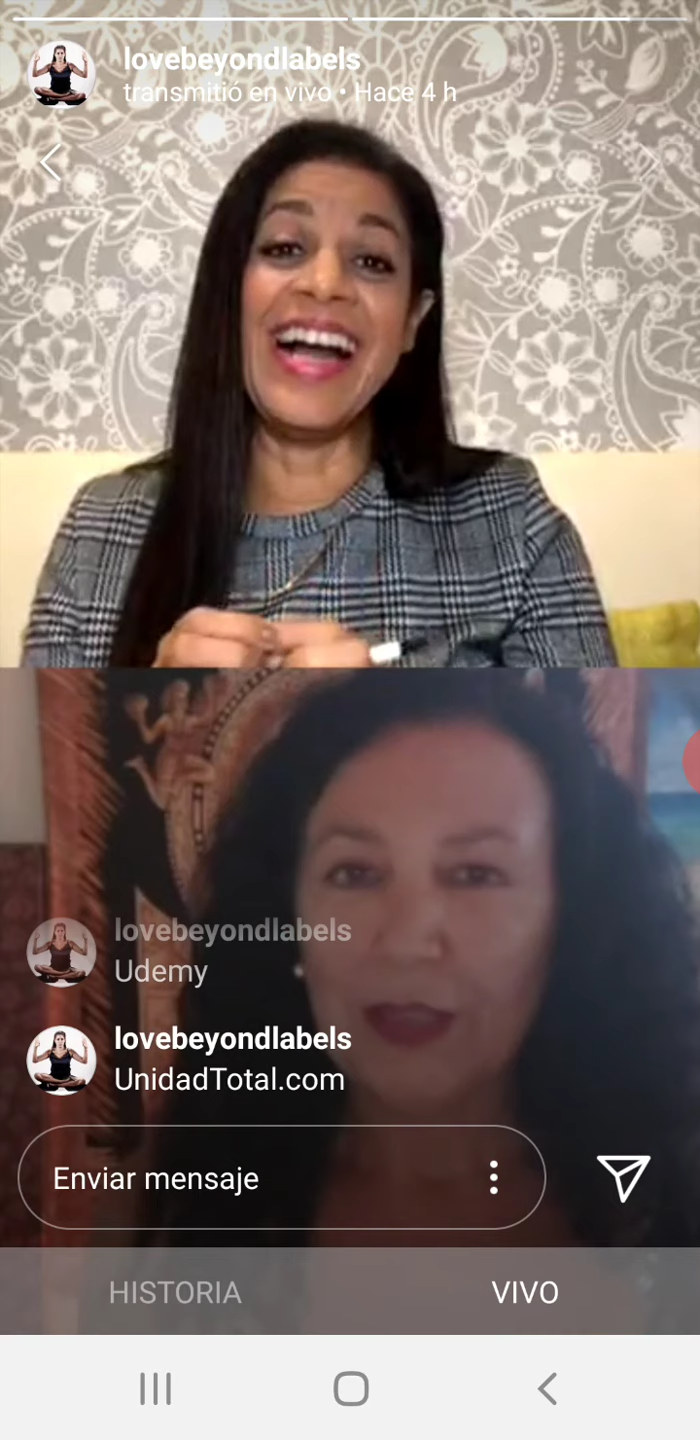 lovebeyondlabels
transmitió en vivo • Hace 4 h
lovebeyondlabels
Udemy
lovebeyondlabels
UnidadTotal.com
Enviar mensaje
HISTORIA
VIVO